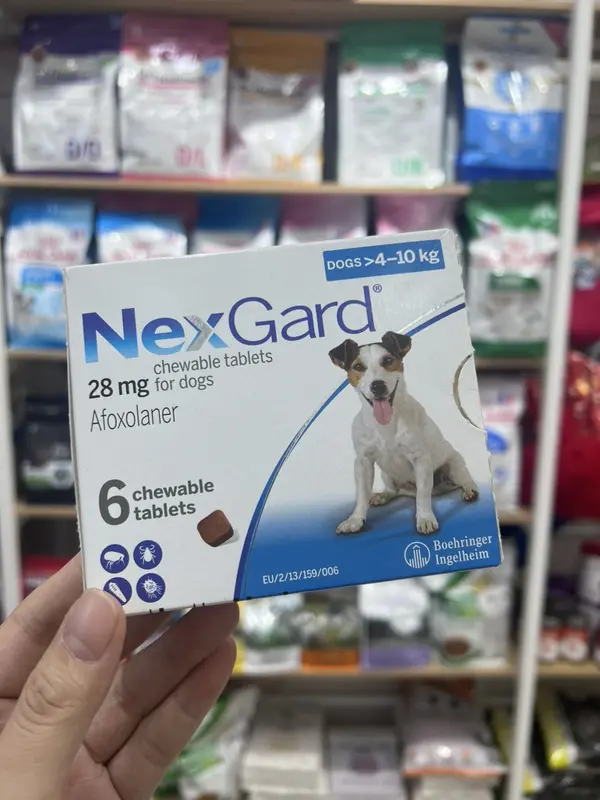 DOGS >4–10 kg
NexGard®
chewable tablets
28 mg for dogs
Afoxolaner
6 chewable
tablets
EU/2/13/159/006
Boehringer
Ingelheim